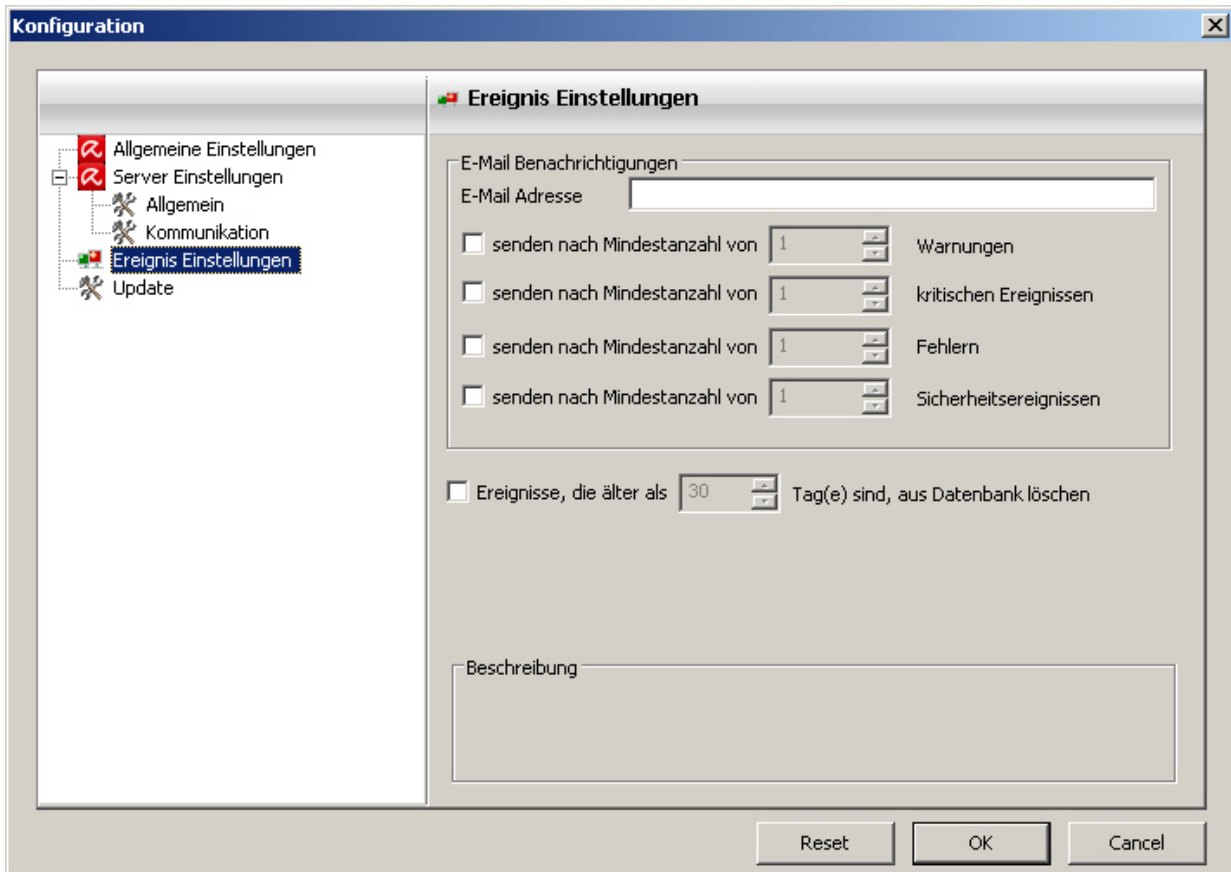 Konfiguration
Allgemeine Einstellungen
Server Einstellungen
Allgemein
Kommunikation
Ereignis Einstellungen
Update
Ereignis Einstellungen
E-Mail Benachrichtigungen
E-Mail Adresse
senden nach Mindestanzahl von 1 Warnungen
senden nach Mindestanzahl von 1 kritischen Ereignissen
senden nach Mindestanzahl von 1 Fehlern
senden nach Mindestanzahl von 1 Sicherheitsereignissen
Ereignisse, die älter als 30 Tag(e) sind, aus Datenbank löschen
Beschreibung
Reset OK Cancel